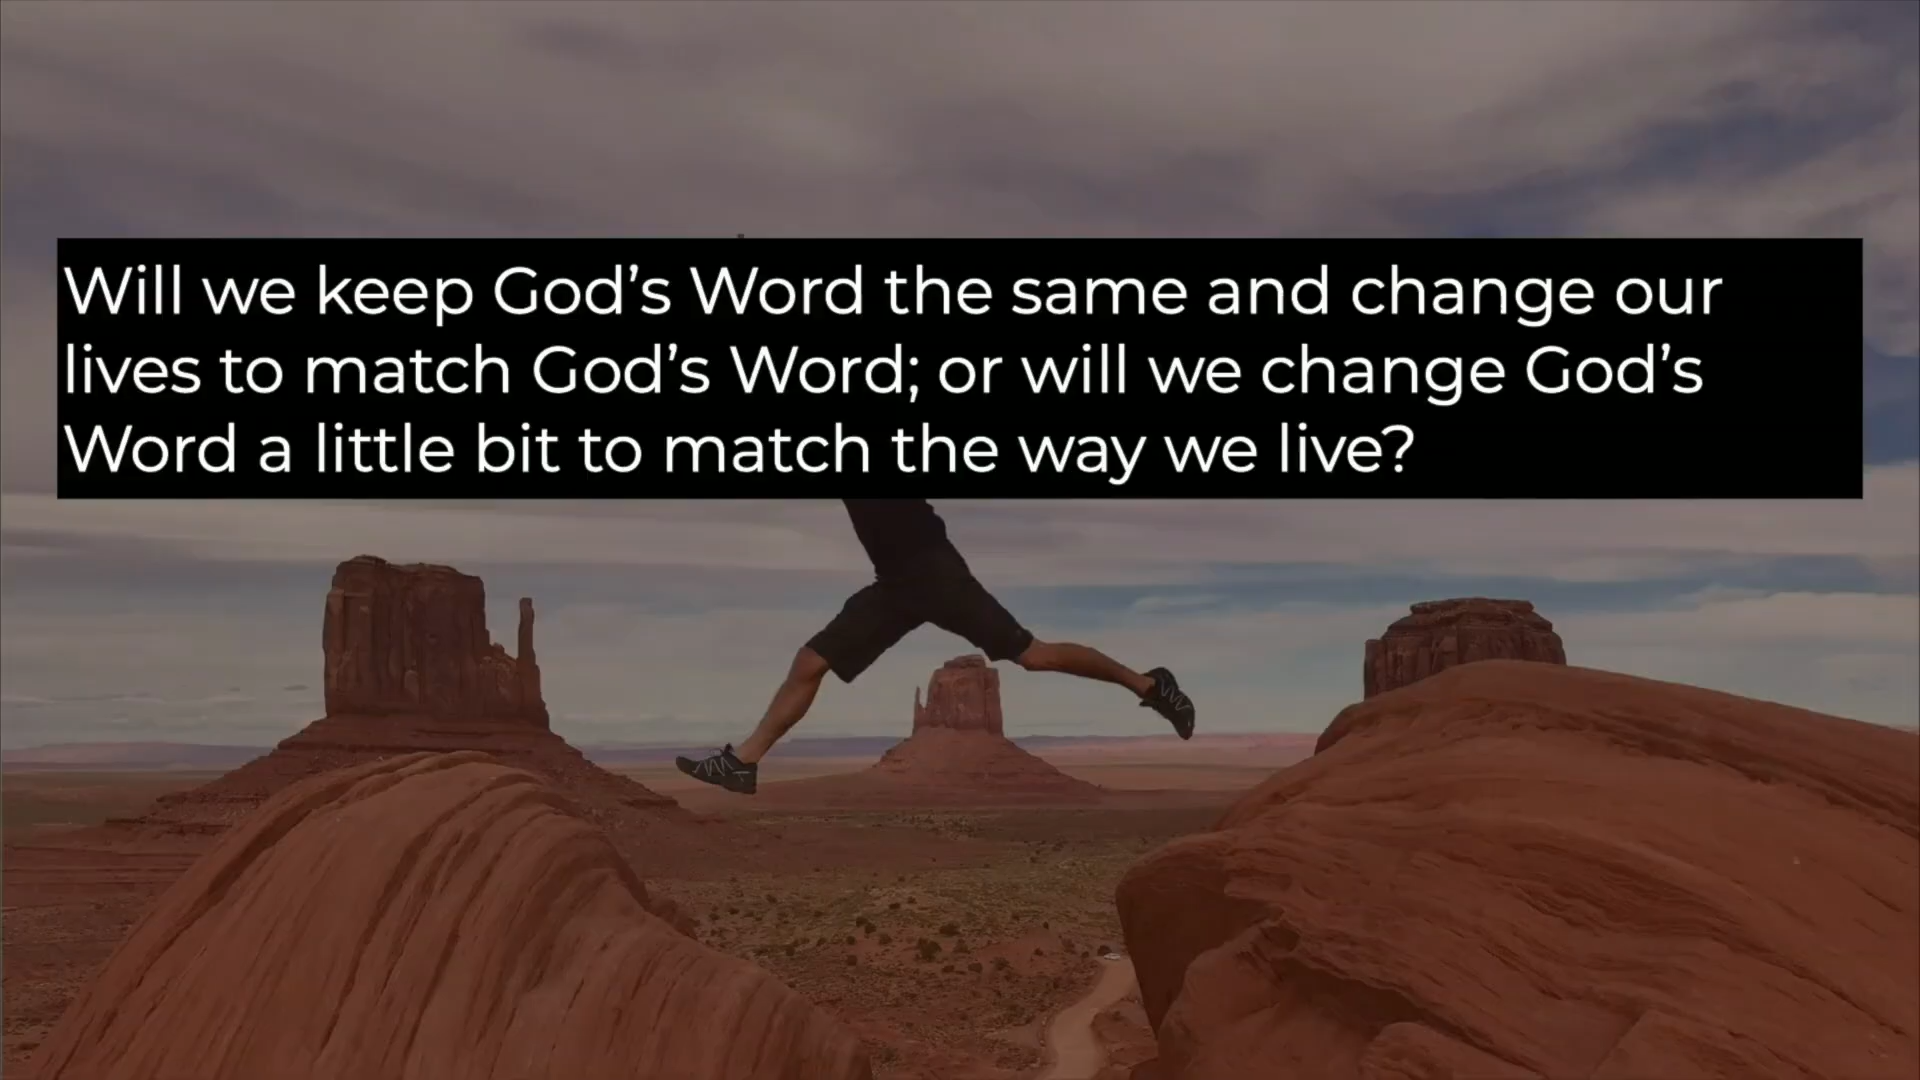 Will we keep God’s Word the same and change our
lives to match God’s Word; or will we change God’s
Word a little bit to match the way we live?